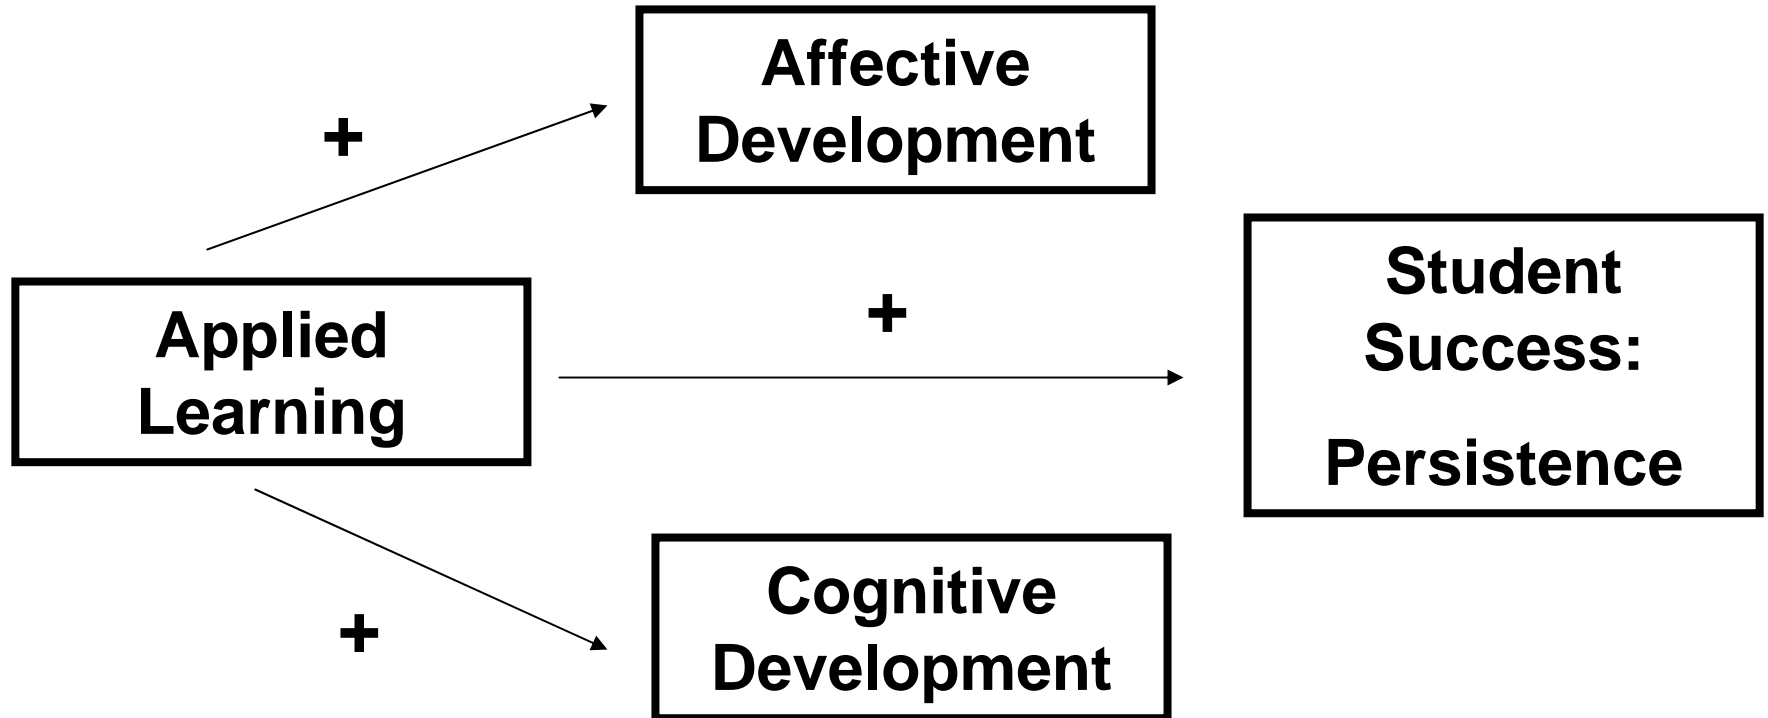 Affective
Development
+
+
Applied
Learning
Student
Success:
Persistence
+
Cognitive
Development